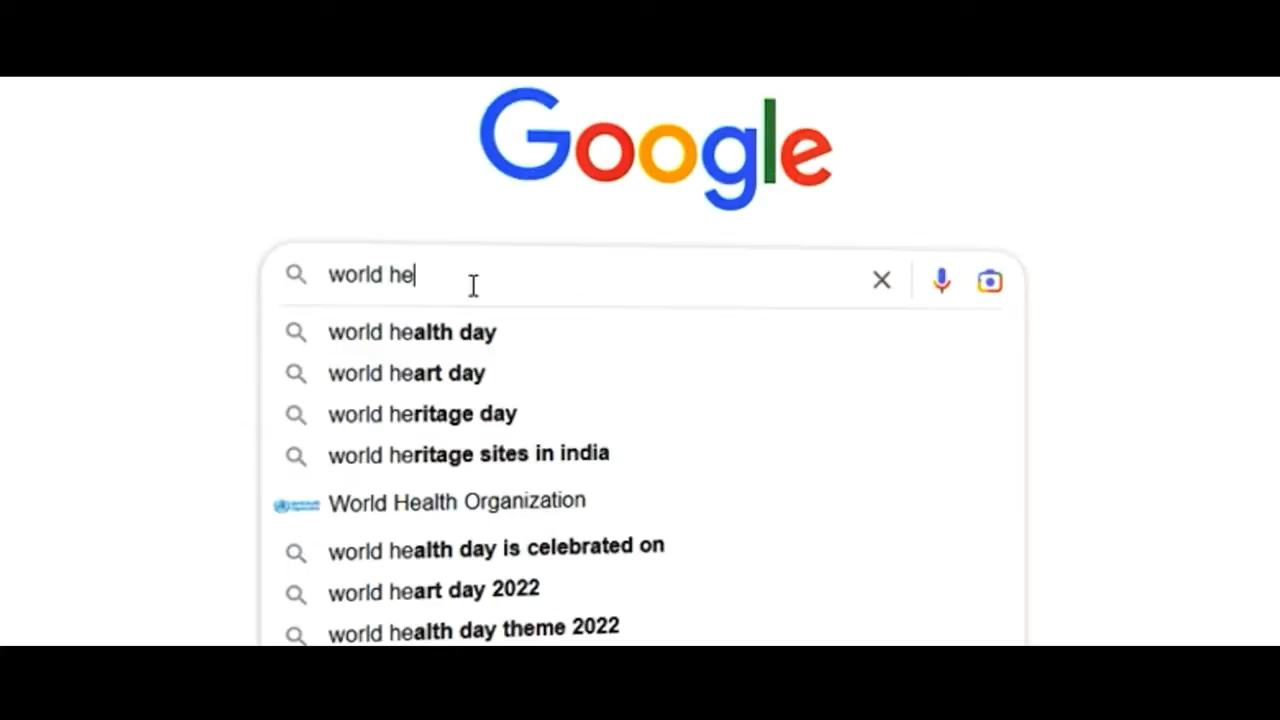 Google
world he
world health day
world heart day
world heritage day
world heritage sites in india
World Health Organization
world health day is celebrated on
world heart day 2022
world health day theme 2022